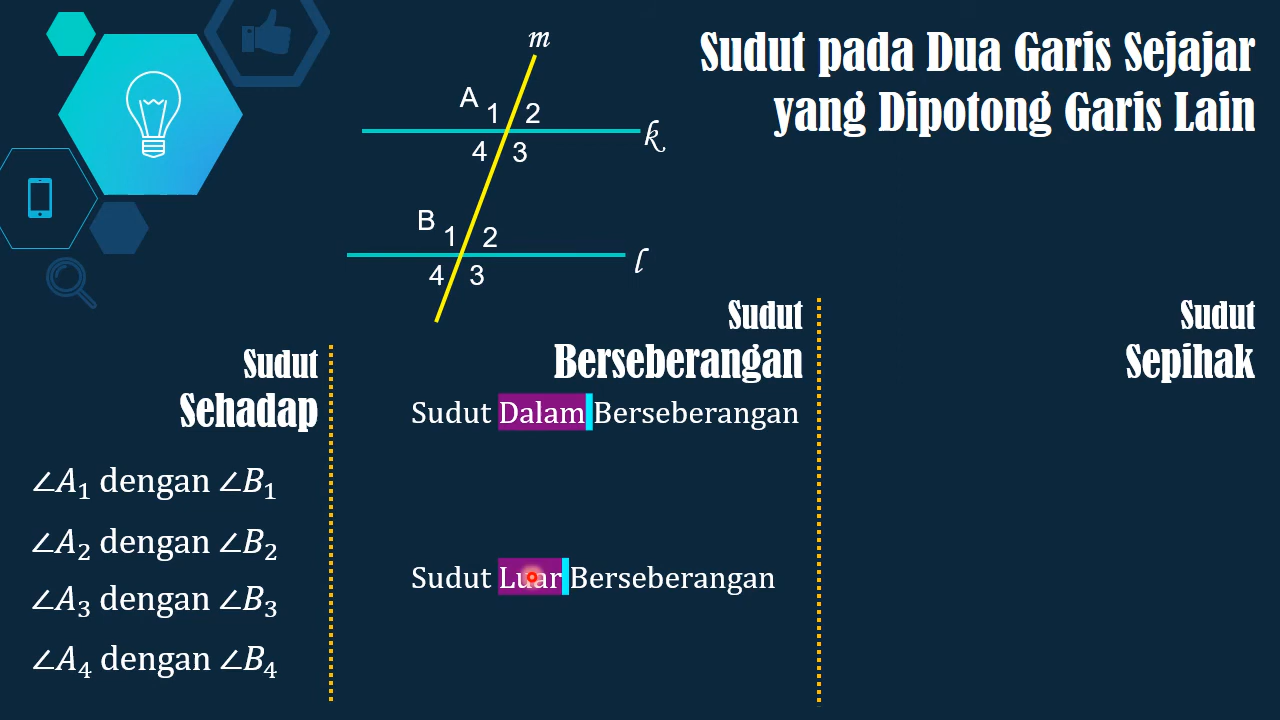 Sudut pada Dua Garis Sejajar
yang Dipotong Garis Lain
m
A 1 2
k
4 3
B 1 2
l
4 3
Sudut
Sehadap
∠A₁ dengan ∠B₁
∠A₂ dengan ∠B₂
∠A₃ dengan ∠B₃
∠A₄ dengan ∠B₄
Sudut
Berseberangan
Sudut Dalam Berseberangan
Sudut Luar Berseberangan
Sudut
Sepihak